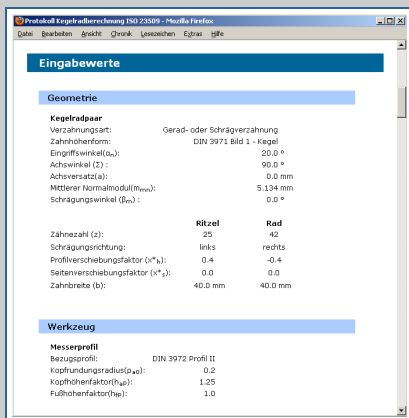 Protokoll Kegelradberechnung ISO 23509 - Mozilla Firefox
Datei Bearbeiten Ansicht Chronik Lesezeichen Extras Hilfe
Eingabewerte
Geometrie
Kegelradpaar
Verzahnungsart: Gerad- oder Schrägverzahnung
Zahnhöhenform: DIN 3971 Bild 1 - Kegel
Eingriffswinkel(αn): 20.0 °
Achswinkel (Σ) : 90.0 °
Achsversatz(a): 0.0 mm
Mittlerer Normalmodul(mmn): 5.134 mm
Schrägungswinkel (βm) : 0.0 °
Ritzel Rad
Zähnezahl (z): 25 42
Schrägungsrichtung: links rechts
Profilverschiebungsfaktor (x*h): 0.4 -0.4
Seitenverschiebungsfaktor (x*s): 0.0 0.0
Zahnbreite (b): 40.0 mm 40.0 mm
Werkzeug
Messerprofil
Bezugsprofil: DIN 3972 Profil II
Kopfrundungsradius(ρa0): 0.2
Kopfhöhenfaktor(haP): 1.25
Fußhöhenfaktor(hfP): 1.0